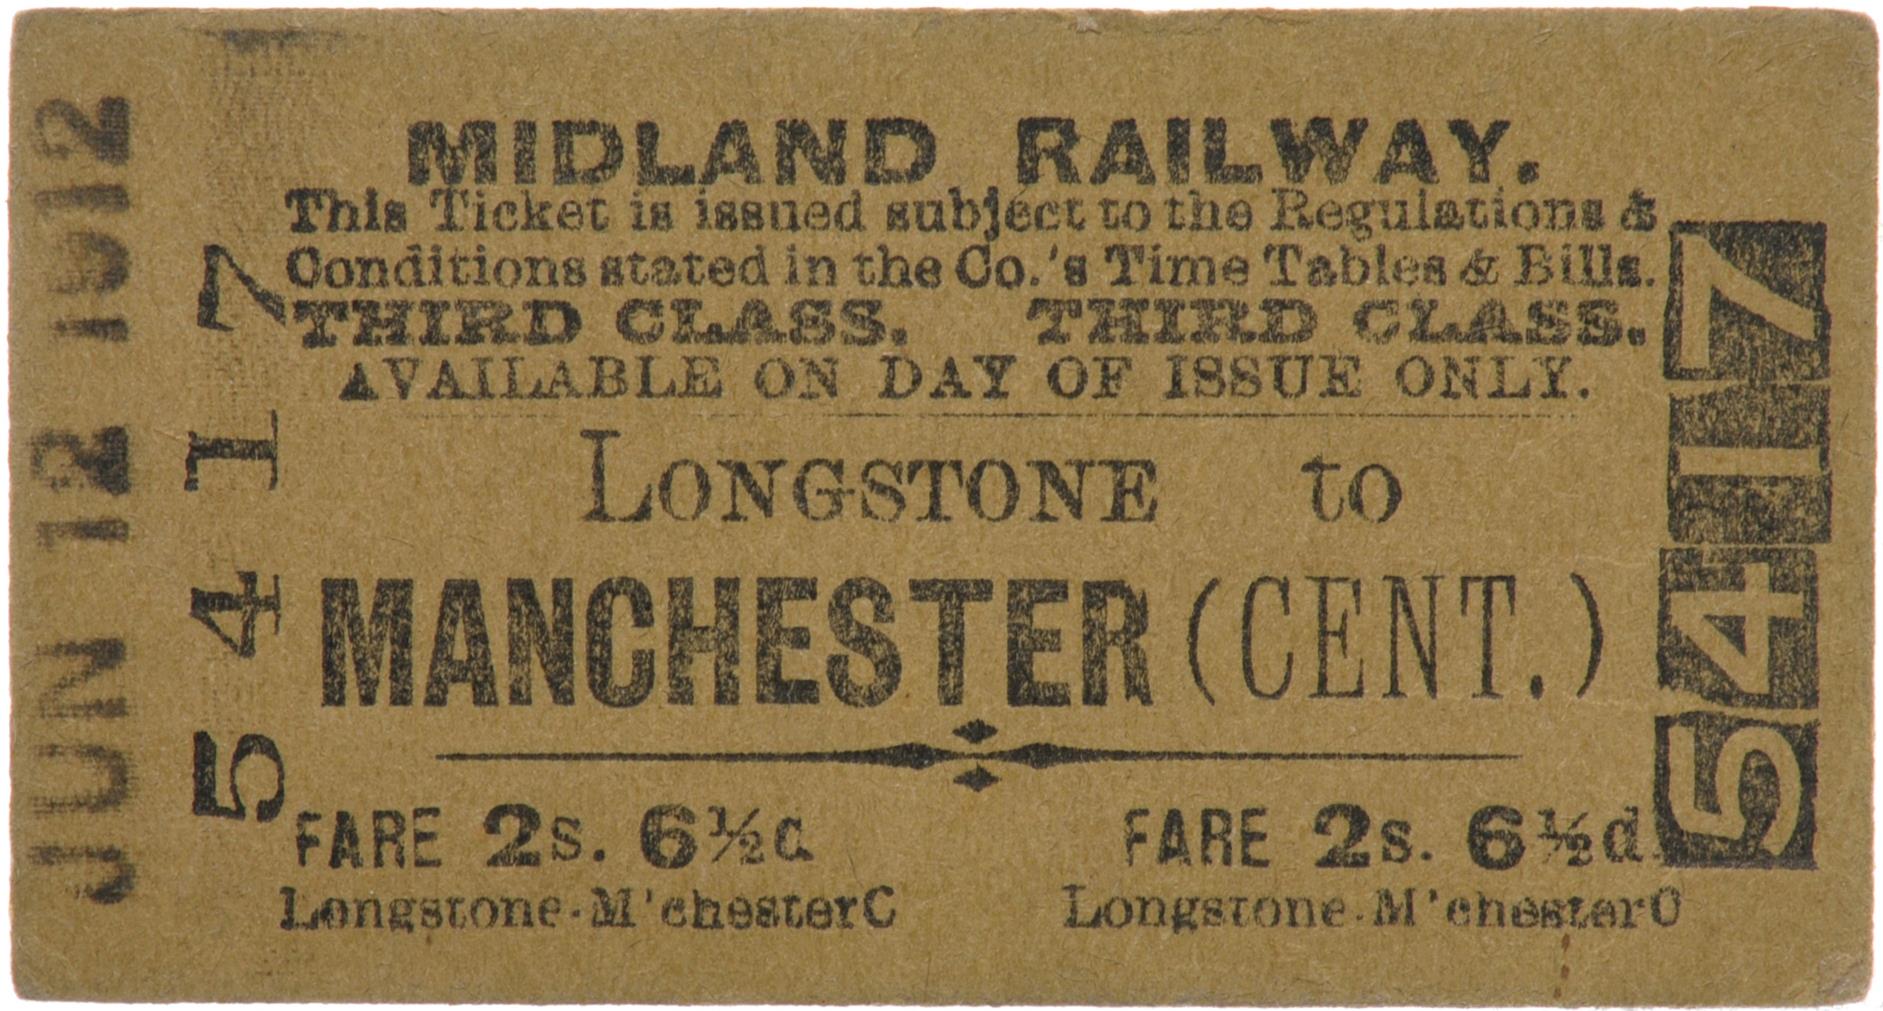 MIDLAND RAILWAY.
This Ticket is issued subject to the Regulations &
Conditions stated in the Co.'s Time Tables & Bills.
THIRD CLASS. THIRD CLASS.
AVAILABLE ON DAY OF ISSUE ONLY.
LONGSTONE to
MANCHESTER (CENT.)
FARE 2s. 6½d FARE 2s. 6½d.
Longstone-M'chesterC Longstone-M'chesterC
JUN 12 1912
5417
5417